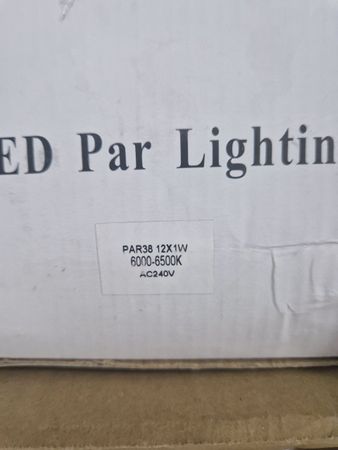 ED Par Lightin
PAR38 12X1W
6000-6500K
AC240V